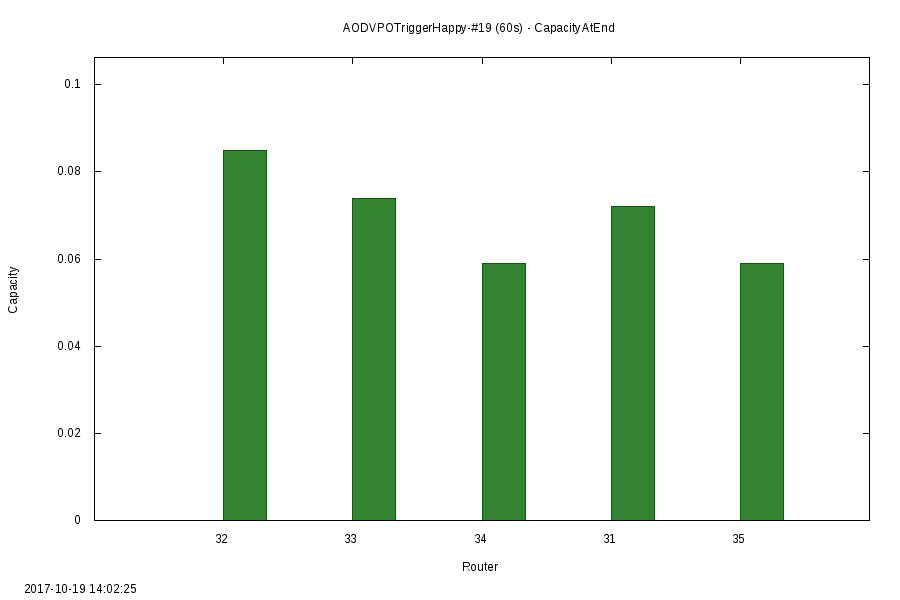 AODVPOTriggerHappy-#19 (60s) - CapacityAtEnd
0.1
0.08
0.06
0.04
0.02
0
Capacity
32 33 34 31 35
Router
2017-10-19 14:02:25